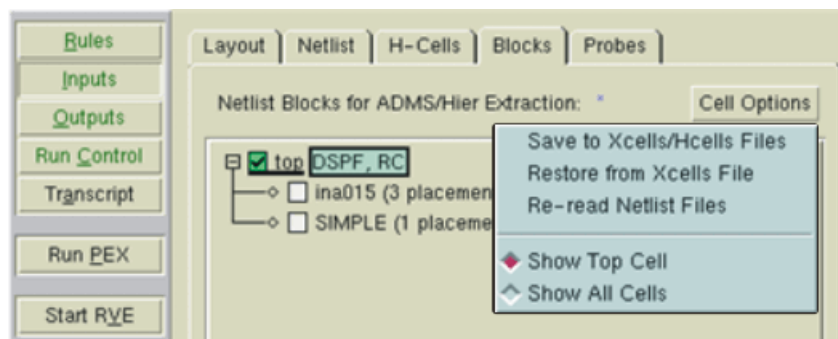 Rules
Inputs
Outputs
Run Control
Transcript
Run PEX
Start RVE
Layout Netlist H-Cells Blocks Probes
Netlist Blocks for ADMS/Hier Extraction: * Cell Options
top DSPF, RC
ina015 (3 placemen
SIMPLE (1 placeme
Save to Xcells/Hcells Files
Restore from Xcells File
Re-read Netlist Files
Show Top Cell
Show All Cells